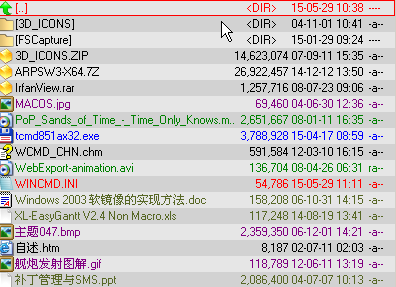 [..] <DIR> 15-05-29 10:38 ----
[3D_ICONS] <DIR> 04-11-01 10:41 -a--
[FSCapture] <DIR> 15-01-29 09:24 ----
3D_ICONS.ZIP 14,623,074 07-09-11 15:35 -a--
ARPSW3-X64.7Z 26,922,457 14-12-12 13:50 -a--
IrfanView.rar 1,257,716 08-07-23 09:06 -a--
MACOS.jpg 69,460 04-06-30 12:36 -a--
PoP_Sands_of_Time_-_Time_Only_Knows.m... 2,651,667 08-01-11 16:35 -a--
tcmd851ax32.exe 3,788,928 15-04-17 08:59 -a--
WCMD_CHN.chm 591,584 12-03-10 16:15 -a--
WebExport-animation.avi 136,704 08-04-26 06:31 ra--
WINCMD.INI 54,786 15-05-29 11:11 -a--
Windows 2003 软镜像的实现方法.doc 158,208 06-10-31 14:15 -a--
XL-EasyGantt V2.4 Non Macro.xls 117,248 14-08-19 13:41 -a--
主题047.bmp 2,359,350 06-12-01 14:21 -a--
自述.htm 8,187 02-07-11 02:03 -a--
舰炮发射图解.gif 118,789 12-06-11 13:19 -a--
补丁管理与SMS.ppt 2,086,400 04-07-07 10:13 -a--